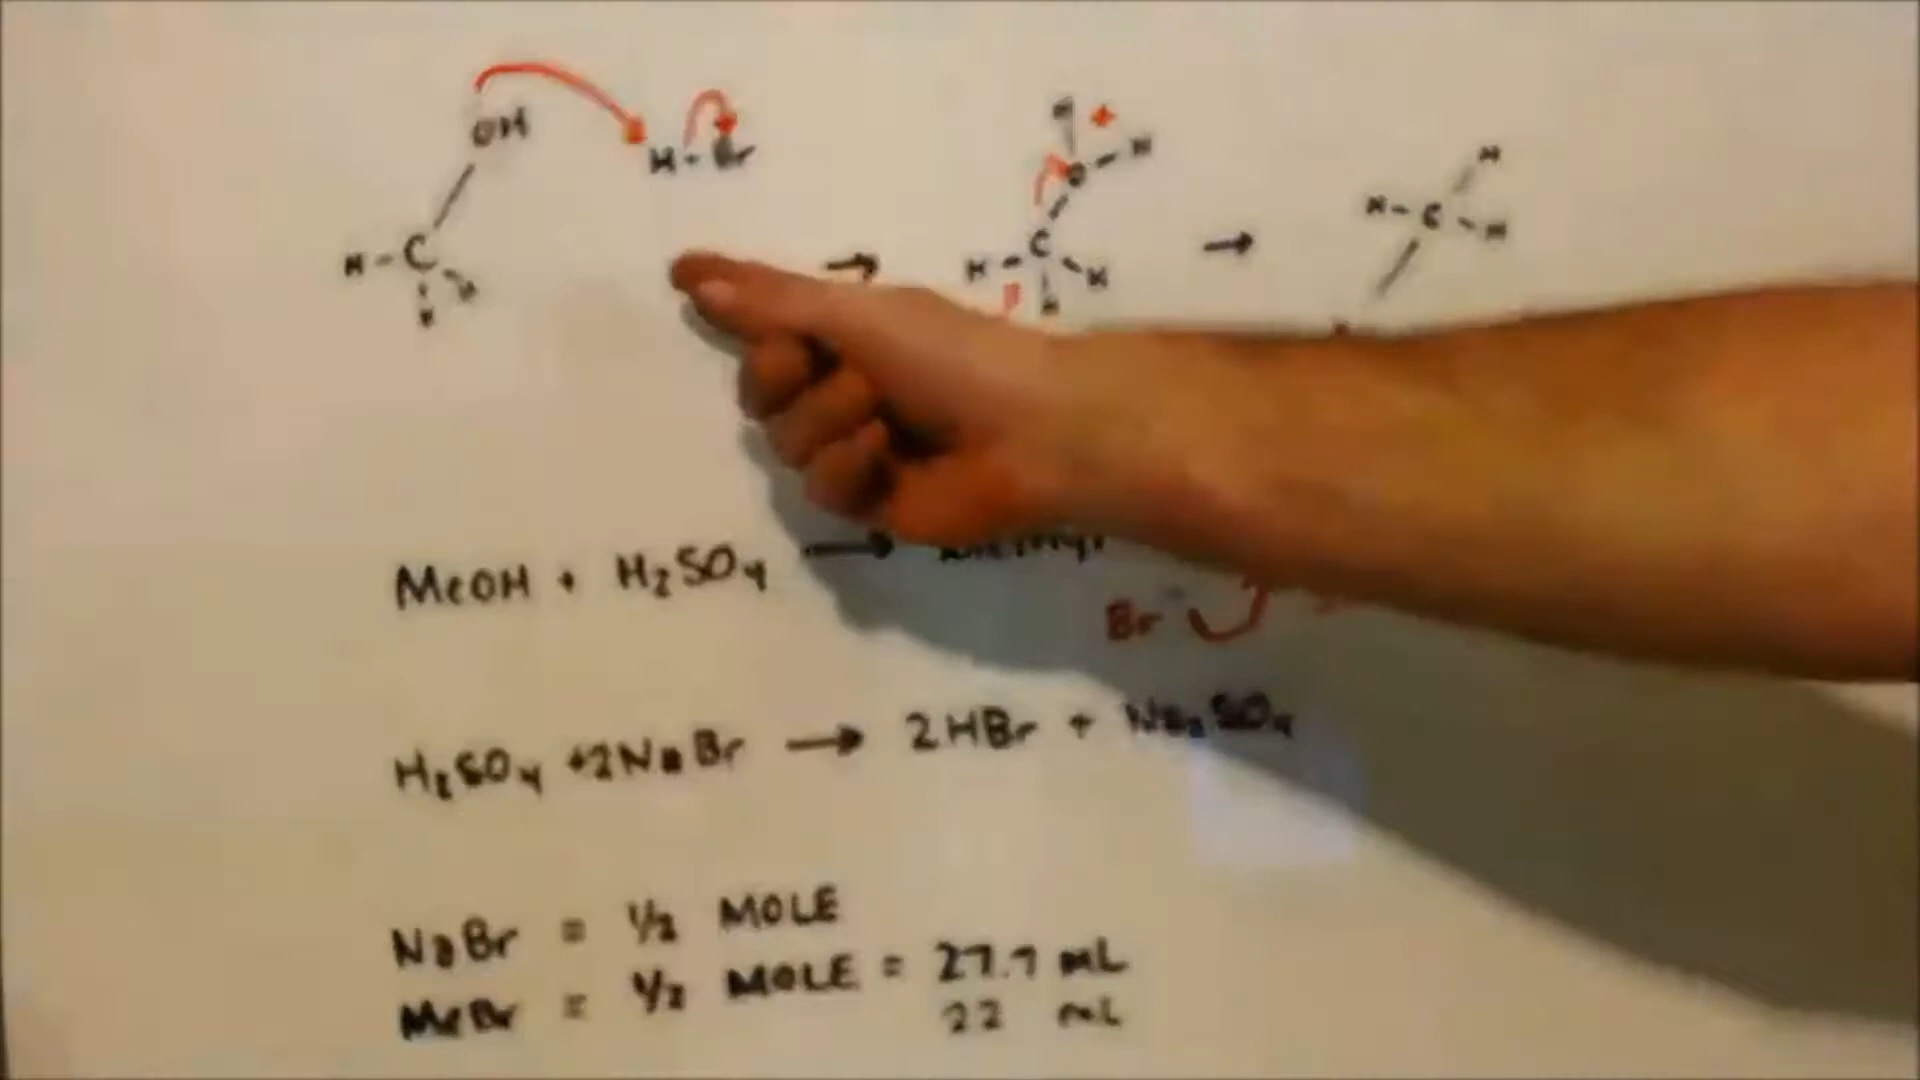 OH
H - Br
H
+
O - H
H
H - C - H
H - C
H
H
H - C - H
H
H
MeOH + H₂SO₄ →
Br
H₂SO₄ +2NaBr → 2HBr + Na₂SO₄
NaBr = 1/2 MOLE
MeBr = 1/2 MOLE = 27.7 mL
22 mL